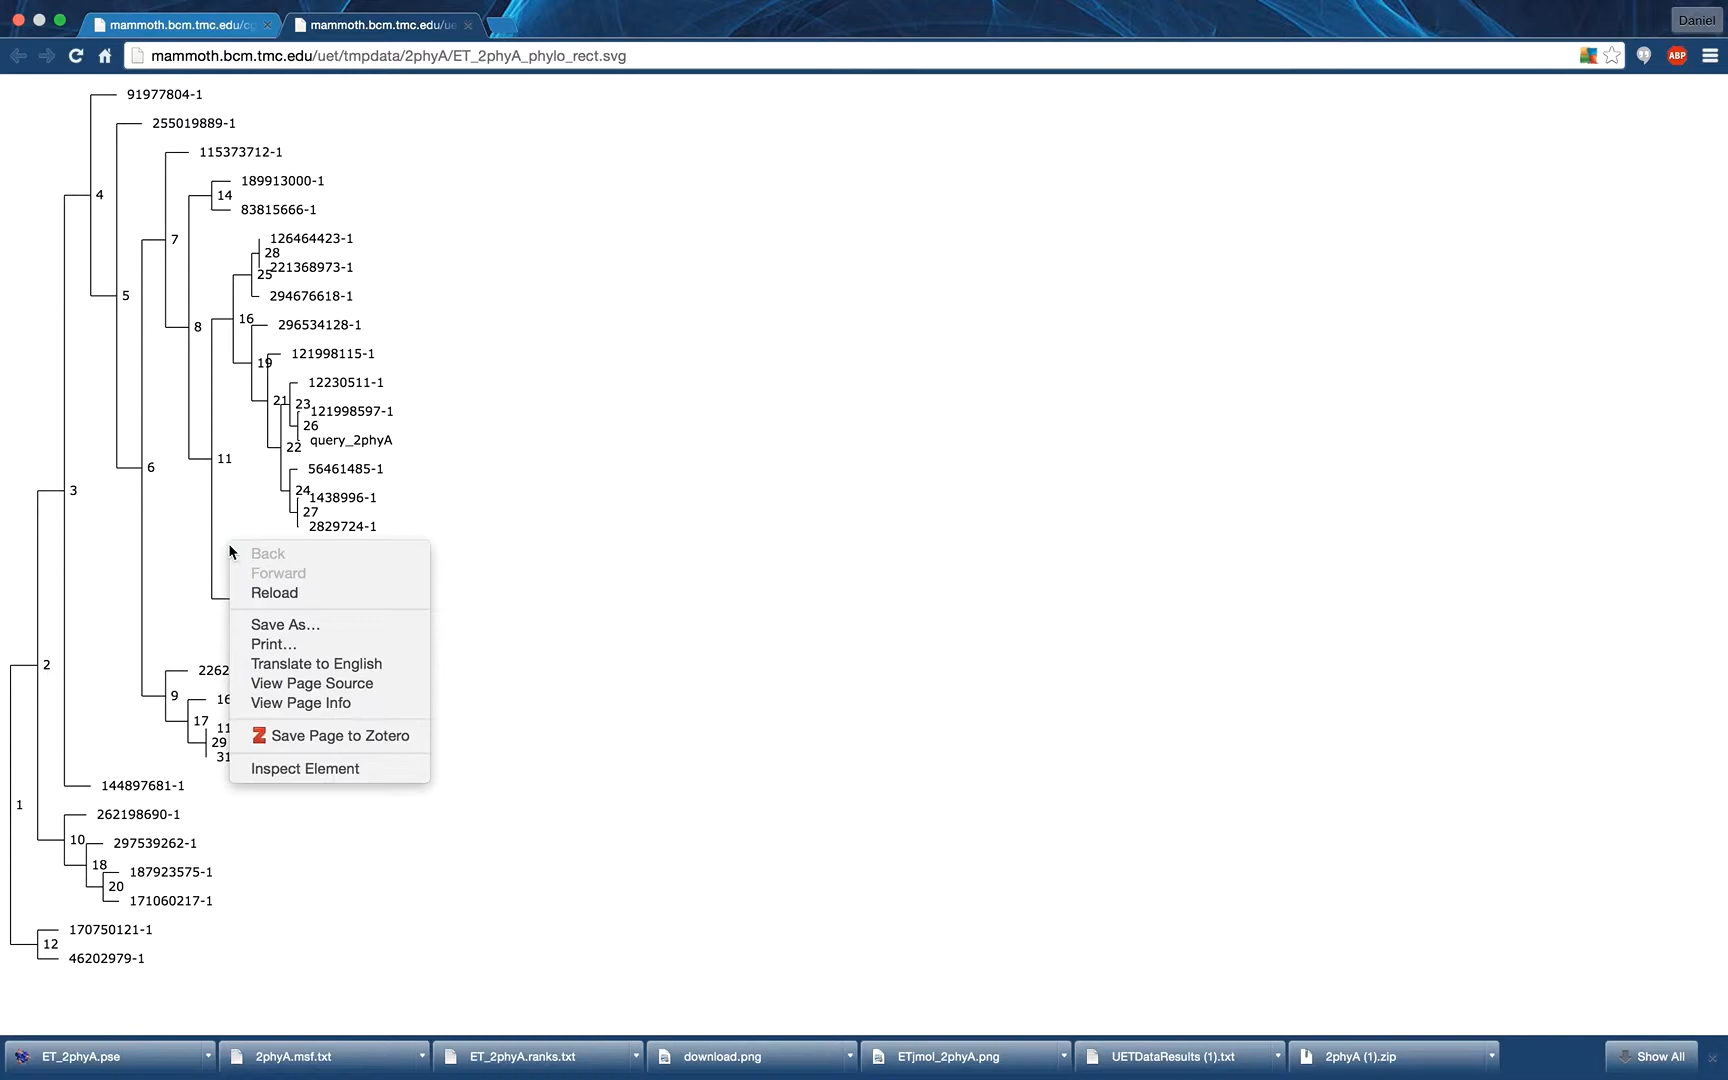 mammoth.bcm.tmc.edu/cg
mammoth.bcm.tmc.edu/ue
Daniel
mammoth.bcm.tmc.edu/uet/tmpdata/2phyA/ET_2phyA_phylo_rect.svg
ABP
91977804-1
255019889-1
115373712-1
189913000-1
4
14
83815666-1
7
126464423-1
28
221368973-1
25
5
294676618-1
16
296534128-1
8
121998115-1
19
12230511-1
21
23
121998597-1
26
query_2phyA
22
11
6
56461485-1
3
24
1438996-1
27
2829724-1
Back
Forward
Reload
Save As...
Print...
Translate to English
2
2262
View Page Source
9
16
View Page Info
17
11
Save Page to Zotero
29
31
Inspect Element
144897681-1
1
262198690-1
10
297539262-1
18
187923575-1
20
171060217-1
170750121-1
12
46202979-1
ET_2phyA.pse
2phyA.msf.txt
ET_2phyA.ranks.txt
download.png
ETjmol_2phyA.png
UETDataResults (1).txt
2phyA (1).zip
Show All